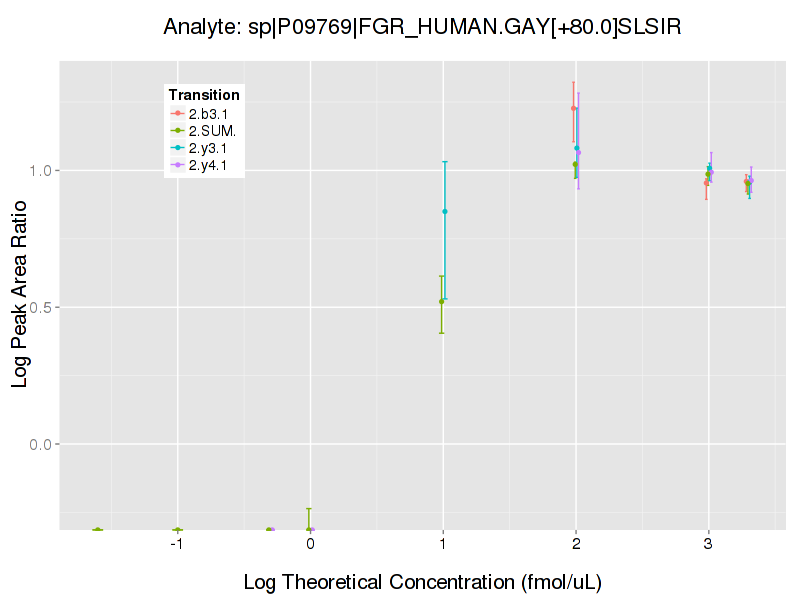 Analyte: sp|P09769|FGR_HUMAN.GAY[+80.0]SLSIR
Transition
2.b3.1
2.SUM.
2.y3.1
2.y4.1
Log Peak Area Ratio
1.0
0.5
0.0
-1 0 1 2 3
Log Theoretical Concentration (fmol/uL)